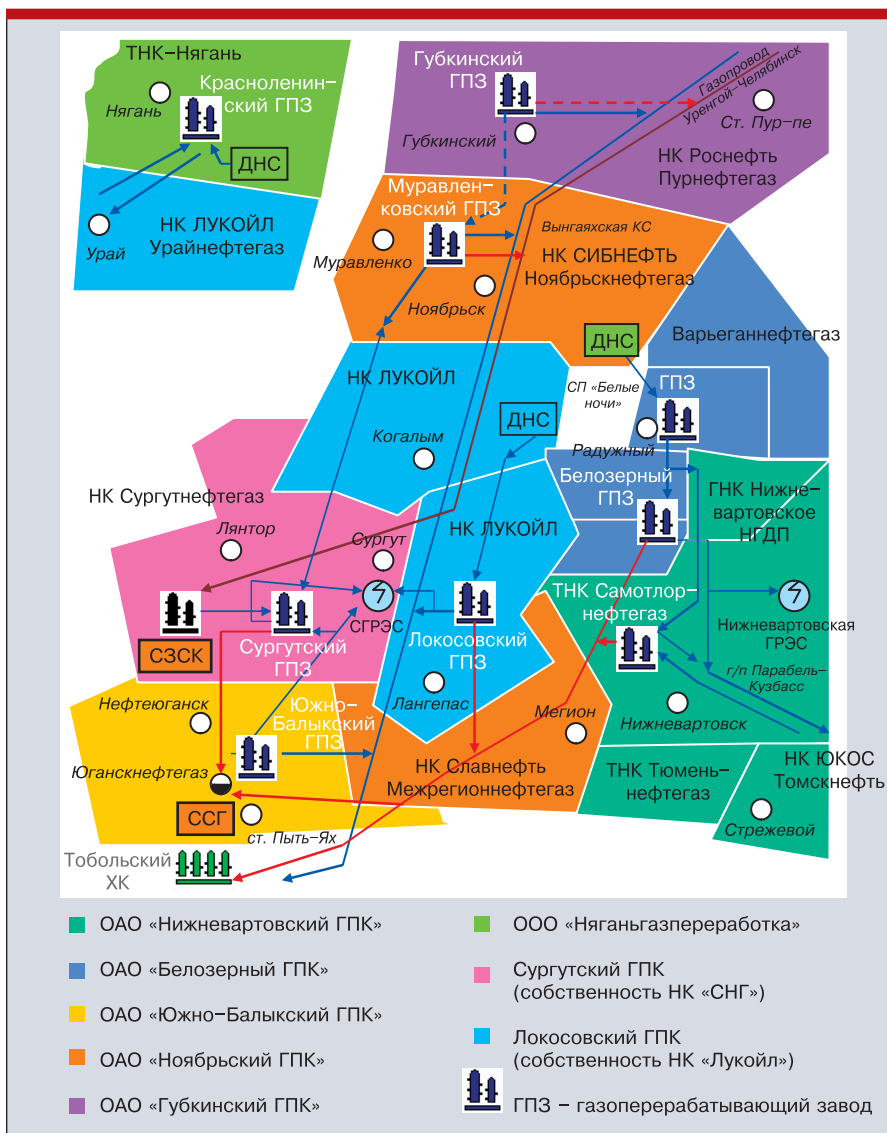 ТНК–Нягань
Красноленин–
ский ГПЗ
Нягань
ДНС
НК ЛУКОЙЛ
Урайнефтегаз
Урай
Губкинский
ГПЗ
Губкинский
Газопровод
Уренгой–Челябинск
Ст. Пур–пе
НК Роснефть
Пурнефтегаз
Муравлен–
ковский ГПЗ
Муравленко
Вынгаяхская КС
НК СИБНЕФТЬ
Ноябрьскнефтегаз
Ноябрьск
ДНС
Варьеганнефтегаз
НК ЛУКОЙЛ
СП «Белые
ночи»
ГПЗ
Когалым
ДНС
Радужный
НК Сургутнефтегаз
Белозерный
ГПЗ
ГНК Нижне–
вартовское
НГДП
Лянтор
Сургут
НК ЛУКОЙЛ
ТНК Самотлор–
нефтегаз
СГРЭС
Нижневартовская
ГРЭС
СЗСК
Сургутский
ГПЗ
Локосовский
ГПЗ
г/п Парабель–
Кузбасс
Лангепас
Нефтеюганск
Южно–
Балыкский
ГПЗ
Мегион
Нижневартовск
Юганскнефтегаз
НК Славнефть
Межрегионнефтегаз
ТНК Тюмень–
нефтегаз
НК ЮКОС
Томскнефть
ССГ
ст. Пыть–Ях
Стрежевой
Тобольский
ХК
ОАО «Нижневартовский ГПК»
ОАО «Белозерный ГПК»
ОАО «Южно–Балыкский ГПК»
ОАО «Ноябрьский ГПК»
ОАО «Губкинский ГПК»
ООО «Няганьгазпереработка»
Сургутский ГПК
(собственность НК «СНГ»)
Локосовский ГПК
(собственность НК «Лукойл»)
ГПЗ – газоперерабатывающий завод